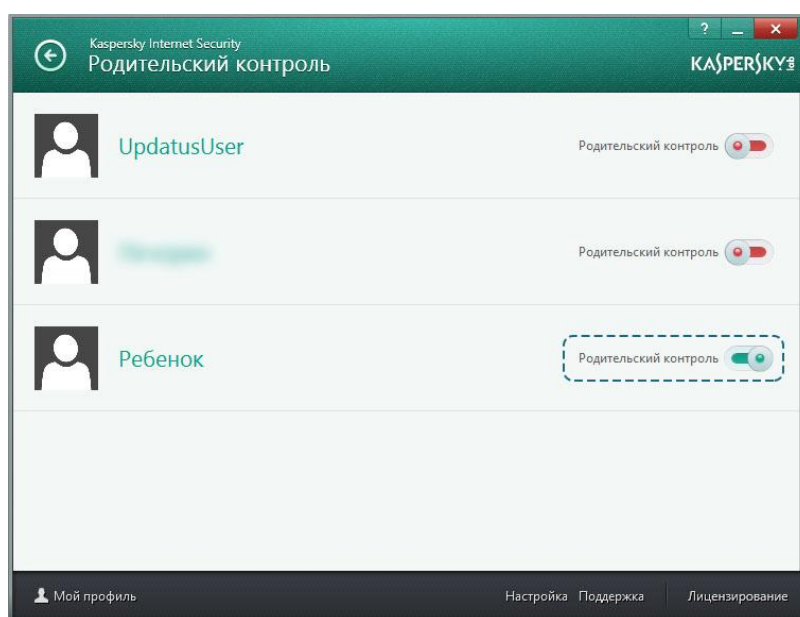 Kaspersky Internet Security
Родительский контроль
?
KASPERSKY lab
UpdatusUser
Родительский контроль
Родительский контроль
Ребенок
Родительский контроль
Мой профиль
Настройка Поддержка Лицензирование